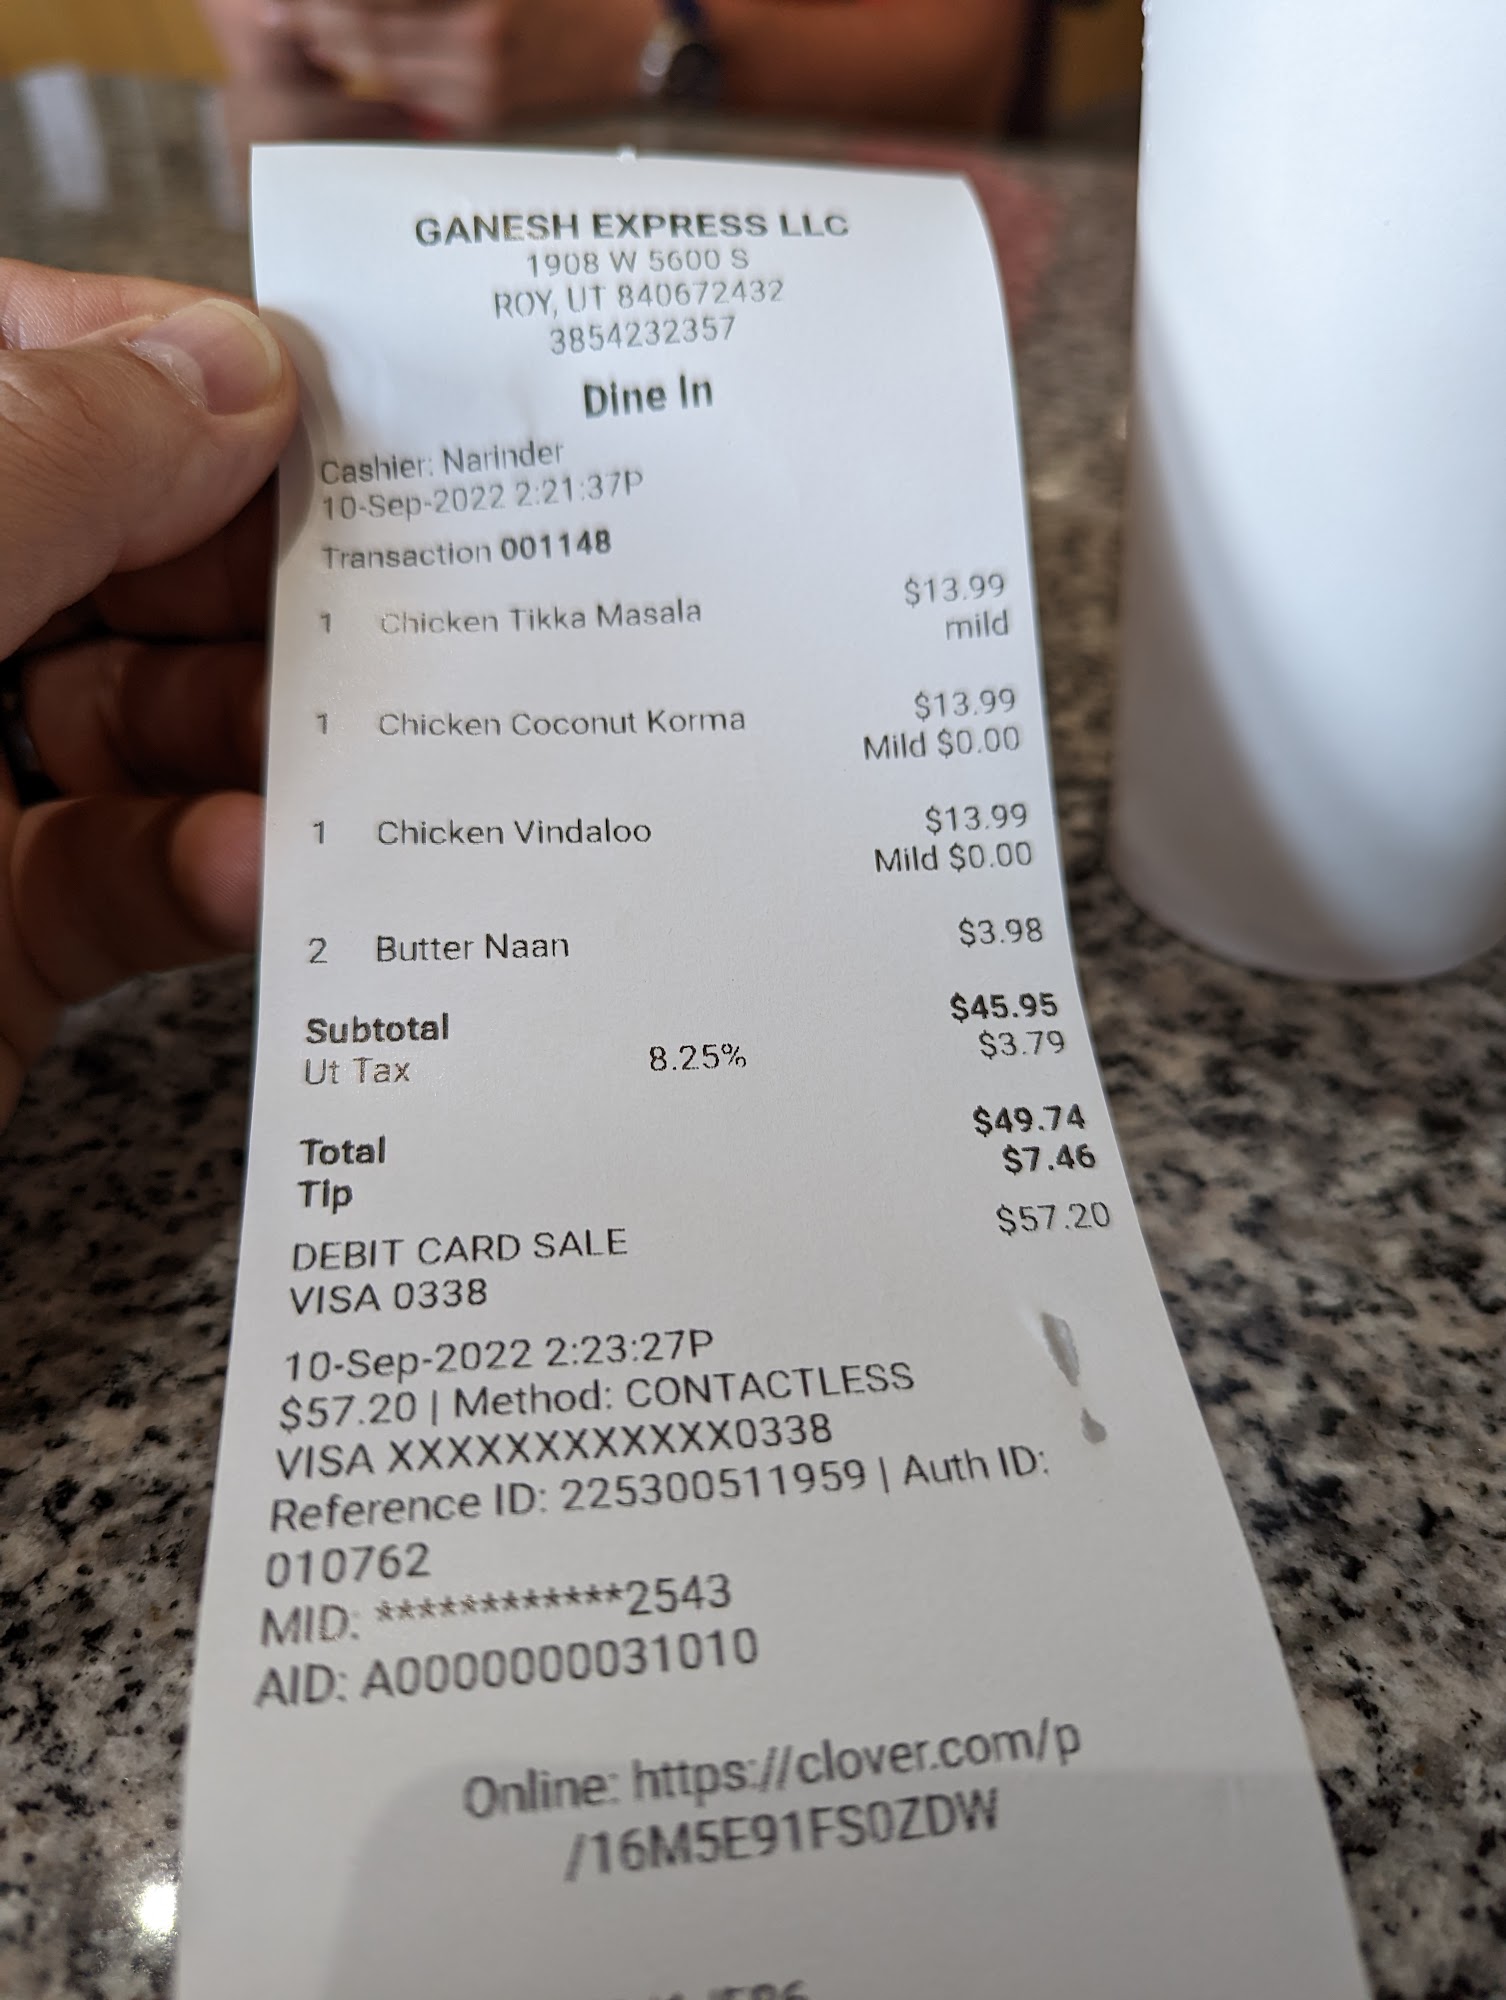 GANESH EXPRESS LLC
1908 W 5600 S
ROY, UT 840672432
3854232357
Dine In
Cashier: Narinder
10-Sep-2022 2:21:37P
Transaction 001148
1 Chicken Tikka Masala $13.99
mild
1 Chicken Coconut Korma $13.99
Mild $0.00
1 Chicken Vindaloo $13.99
Mild $0.00
2 Butter Naan $3.98
Subtotal $45.95
Ut Tax 8.25% $3.79
Total $49.74
Tip $7.46
DEBIT CARD SALE $57.20
VISA 0338
10-Sep-2022 2:23:27P
$57.20 | Method: CONTACTLESS
VISA XXXXXXXXXXXX0338
Reference ID: 225300511959 | Auth ID:
010762
MID: ************2543
AID: A0000000031010
Online: https://clover.com/p
/16M5E91FS0ZDW